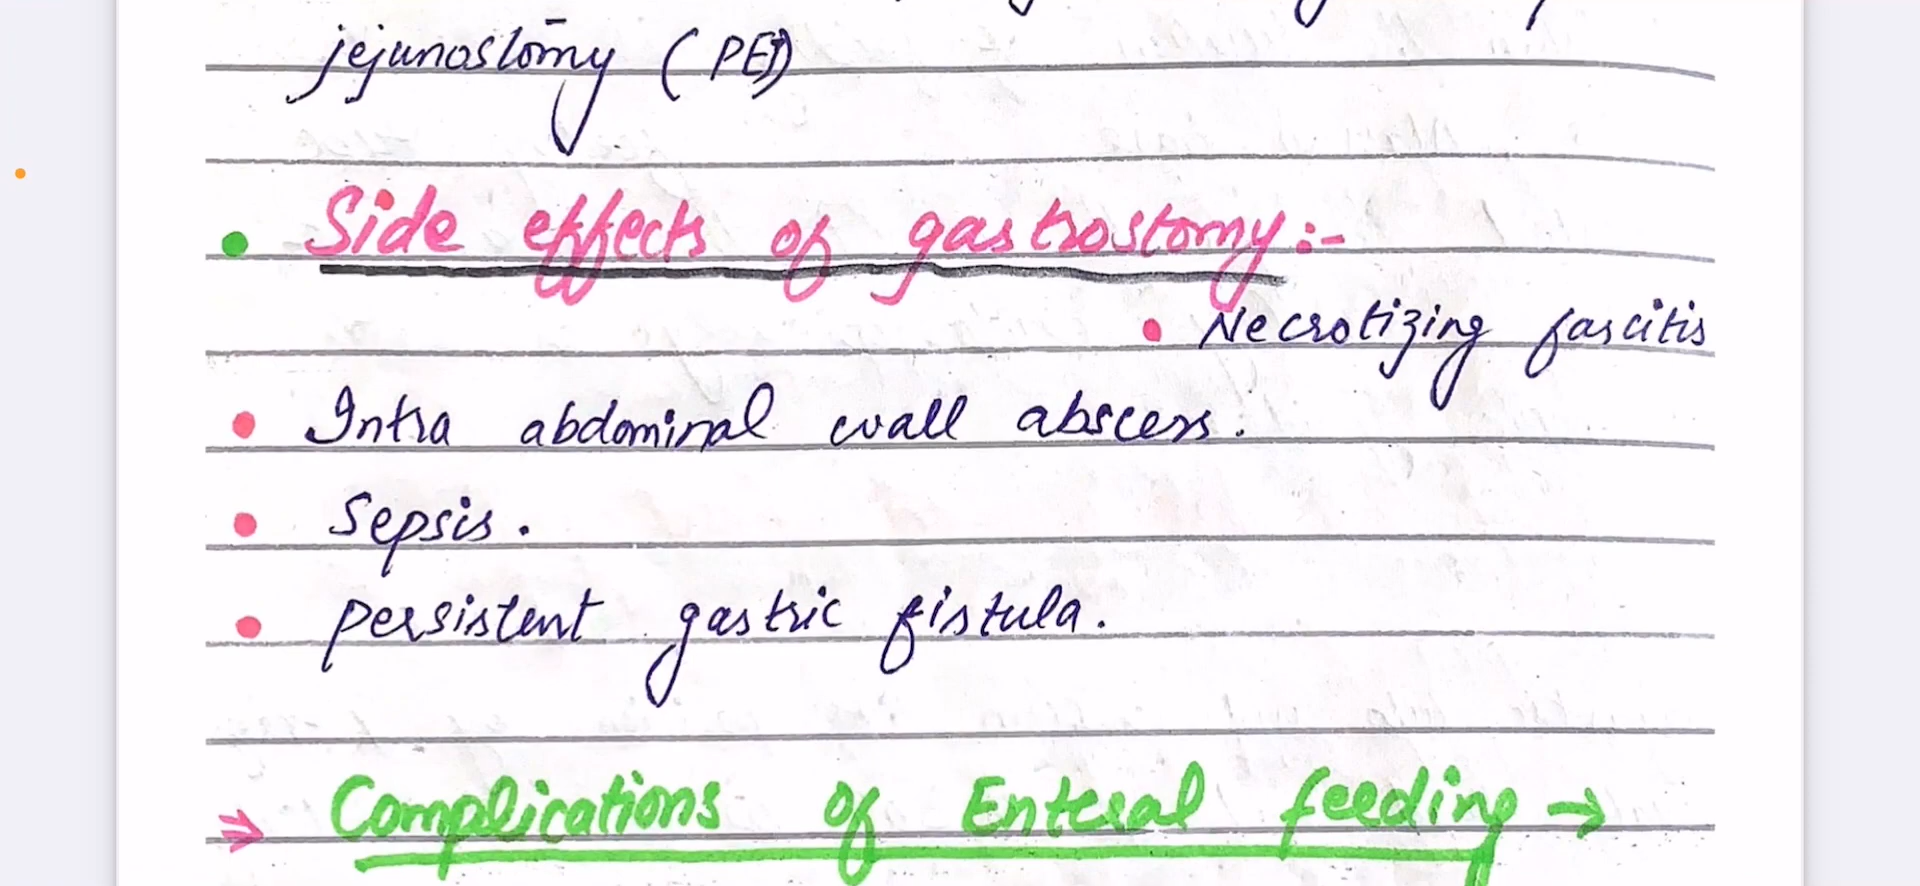 jejunostomy (PEJ)
• Side effects of gastrostomy:-
• Necrotizing fascitis
• Intra abdominal wall abscess.
• Sepsis.
• persistent gastric fistula.
⇒ Complications of Enteral feeding →